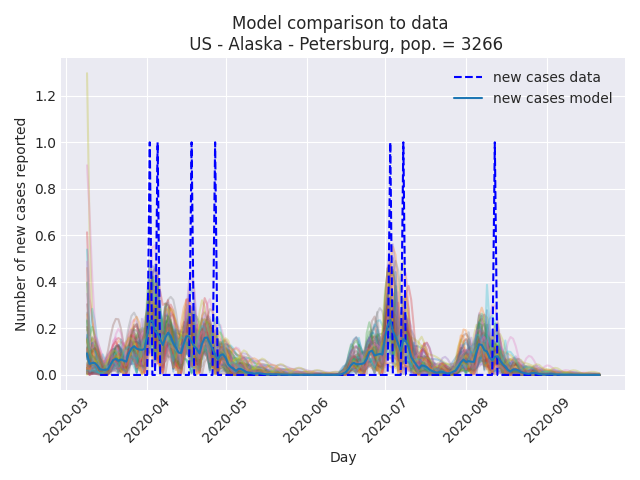 Model comparison to data
US - Alaska - Petersburg, pop. = 3266
new cases data
new cases model
Number of new cases reported
1.2
1.0
0.8
0.6
0.4
0.2
0.0
2020-03
2020-04
2020-05
2020-06
2020-07
2020-08
2020-09
Day